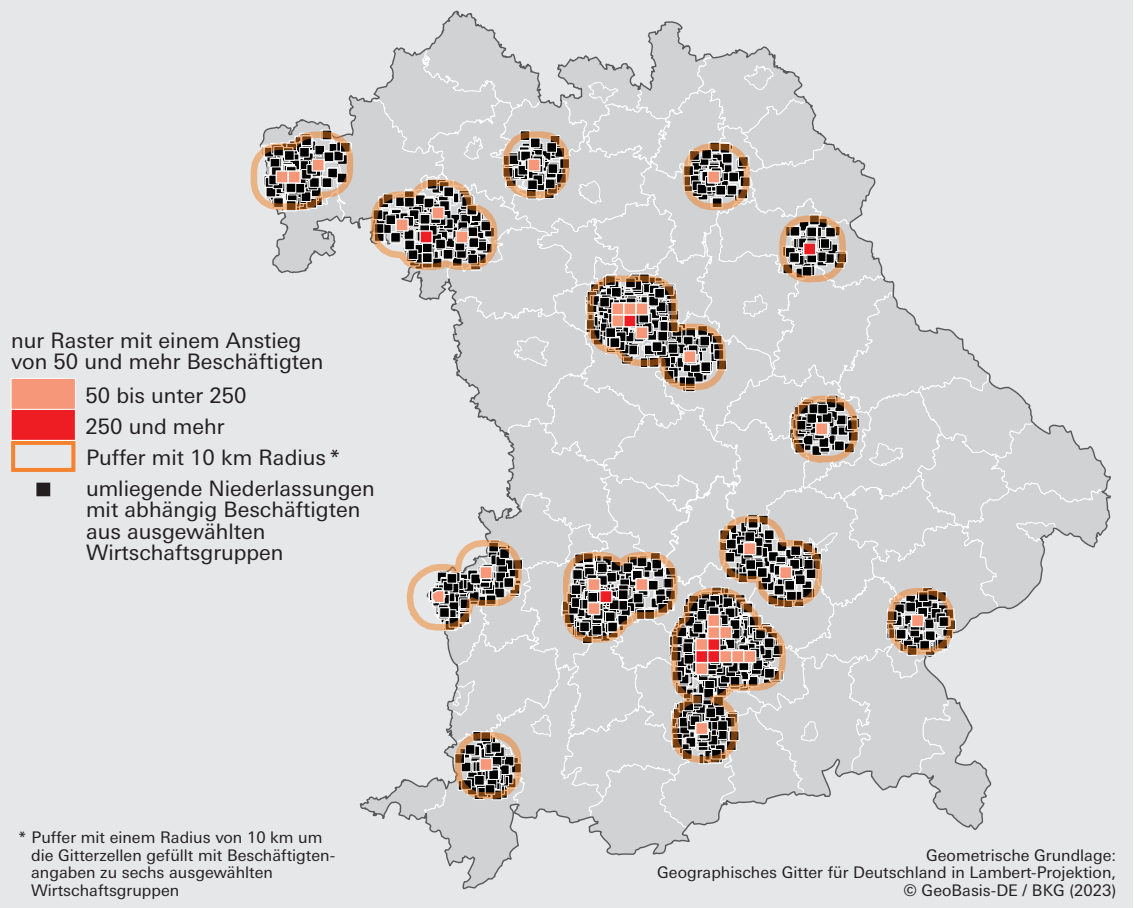 nur Raster mit einem Anstieg
von 50 und mehr Beschäftigten
50 bis unter 250
250 und mehr
Puffer mit 10 km Radius *
umliegende Niederlassungen
mit abhängig Beschäftigten
aus ausgewählten
Wirtschaftsgruppen
* Puffer mit einem Radius von 10 km um
die Gitterzellen gefüllt mit Beschäftigten-
angaben zu sechs ausgewählten
Wirtschaftsgruppen
Geometrische Grundlage:
Geographisches Gitter für Deutschland in Lambert-Projektion,
© GeoBasis-DE / BKG (2023)